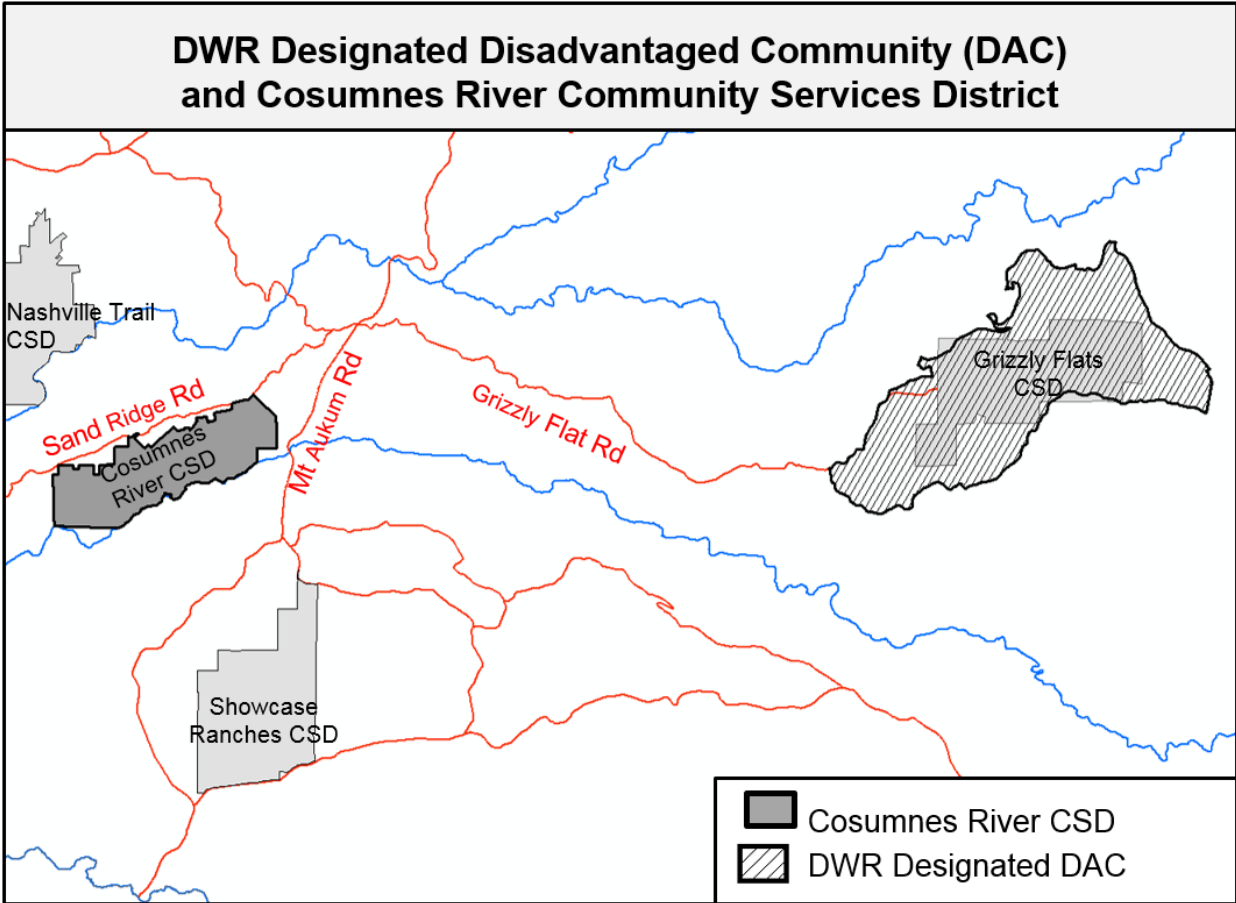 DWR Designated Disadvantaged Community (DAC)
and Cosumnes River Community Services District
Nashville Trail
CSD
Sand Ridge Rd
Cosumnes
River CSD
Mt Aukum Rd
Grizzly Flat Rd
Grizzly Flats
CSD
Showcase
Ranches CSD
Cosumnes River CSD
DWR Designated DAC